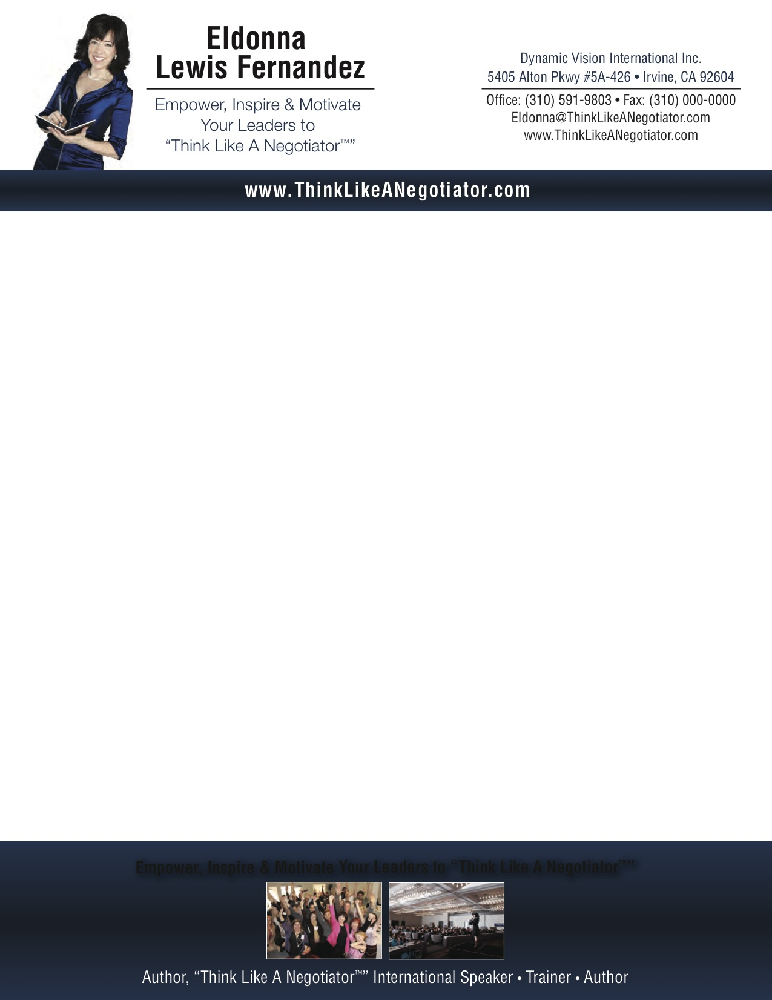 Eldonna
Lewis Fernandez
Empower, Inspire & Motivate
Your Leaders to
“Think Like A Negotiator™”
Dynamic Vision International Inc.
5405 Alton Pkwy #5A-426 • Irvine, CA 92604
Office: (310) 591-9803 • Fax: (310) 000-0000
Eldonna@ThinkLikeANegotiator.com
www.ThinkLikeANegotiator.com
www.ThinkLikeANegotiator.com
Empower, Inspire & Motivate Your Leaders to “Think Like A Negotiator™”
Author, “Think Like A Negotiator™” International Speaker • Trainer • Author